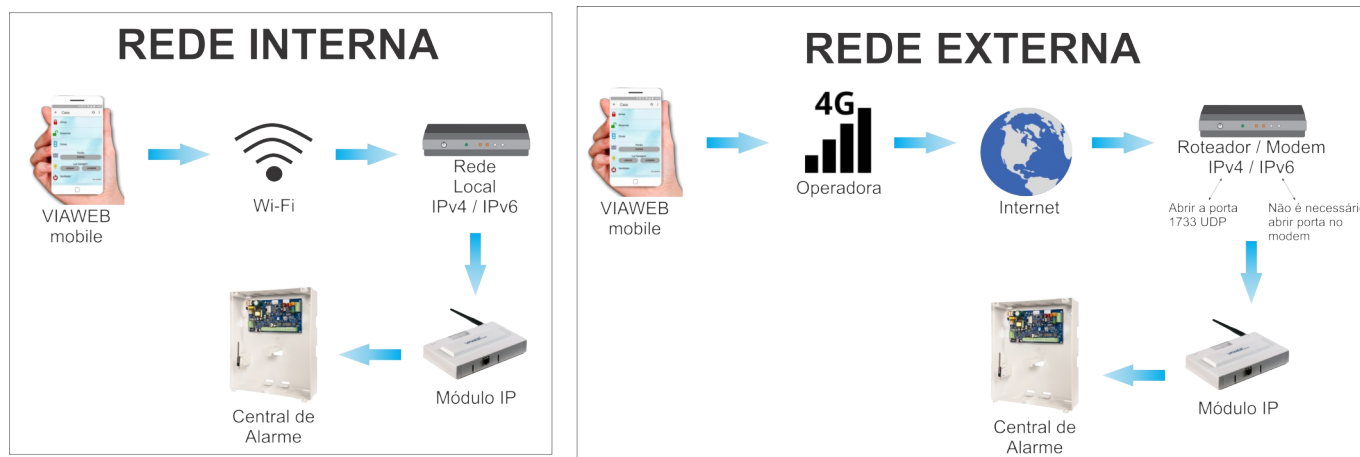 REDE INTERNA
VIAWEB
mobile
Wi-Fi
Rede
Local
IPv4 / IPv6
Módulo IP
Central de
Alarme
REDE EXTERNA
VIAWEB
mobile
4G
Operadora
Internet
Roteador / Modem
IPv4 / IPv6
Abrir a porta
1733 UDP
Não é necessári
abrir porta no
modem
Módulo IP
Central de
Alarme